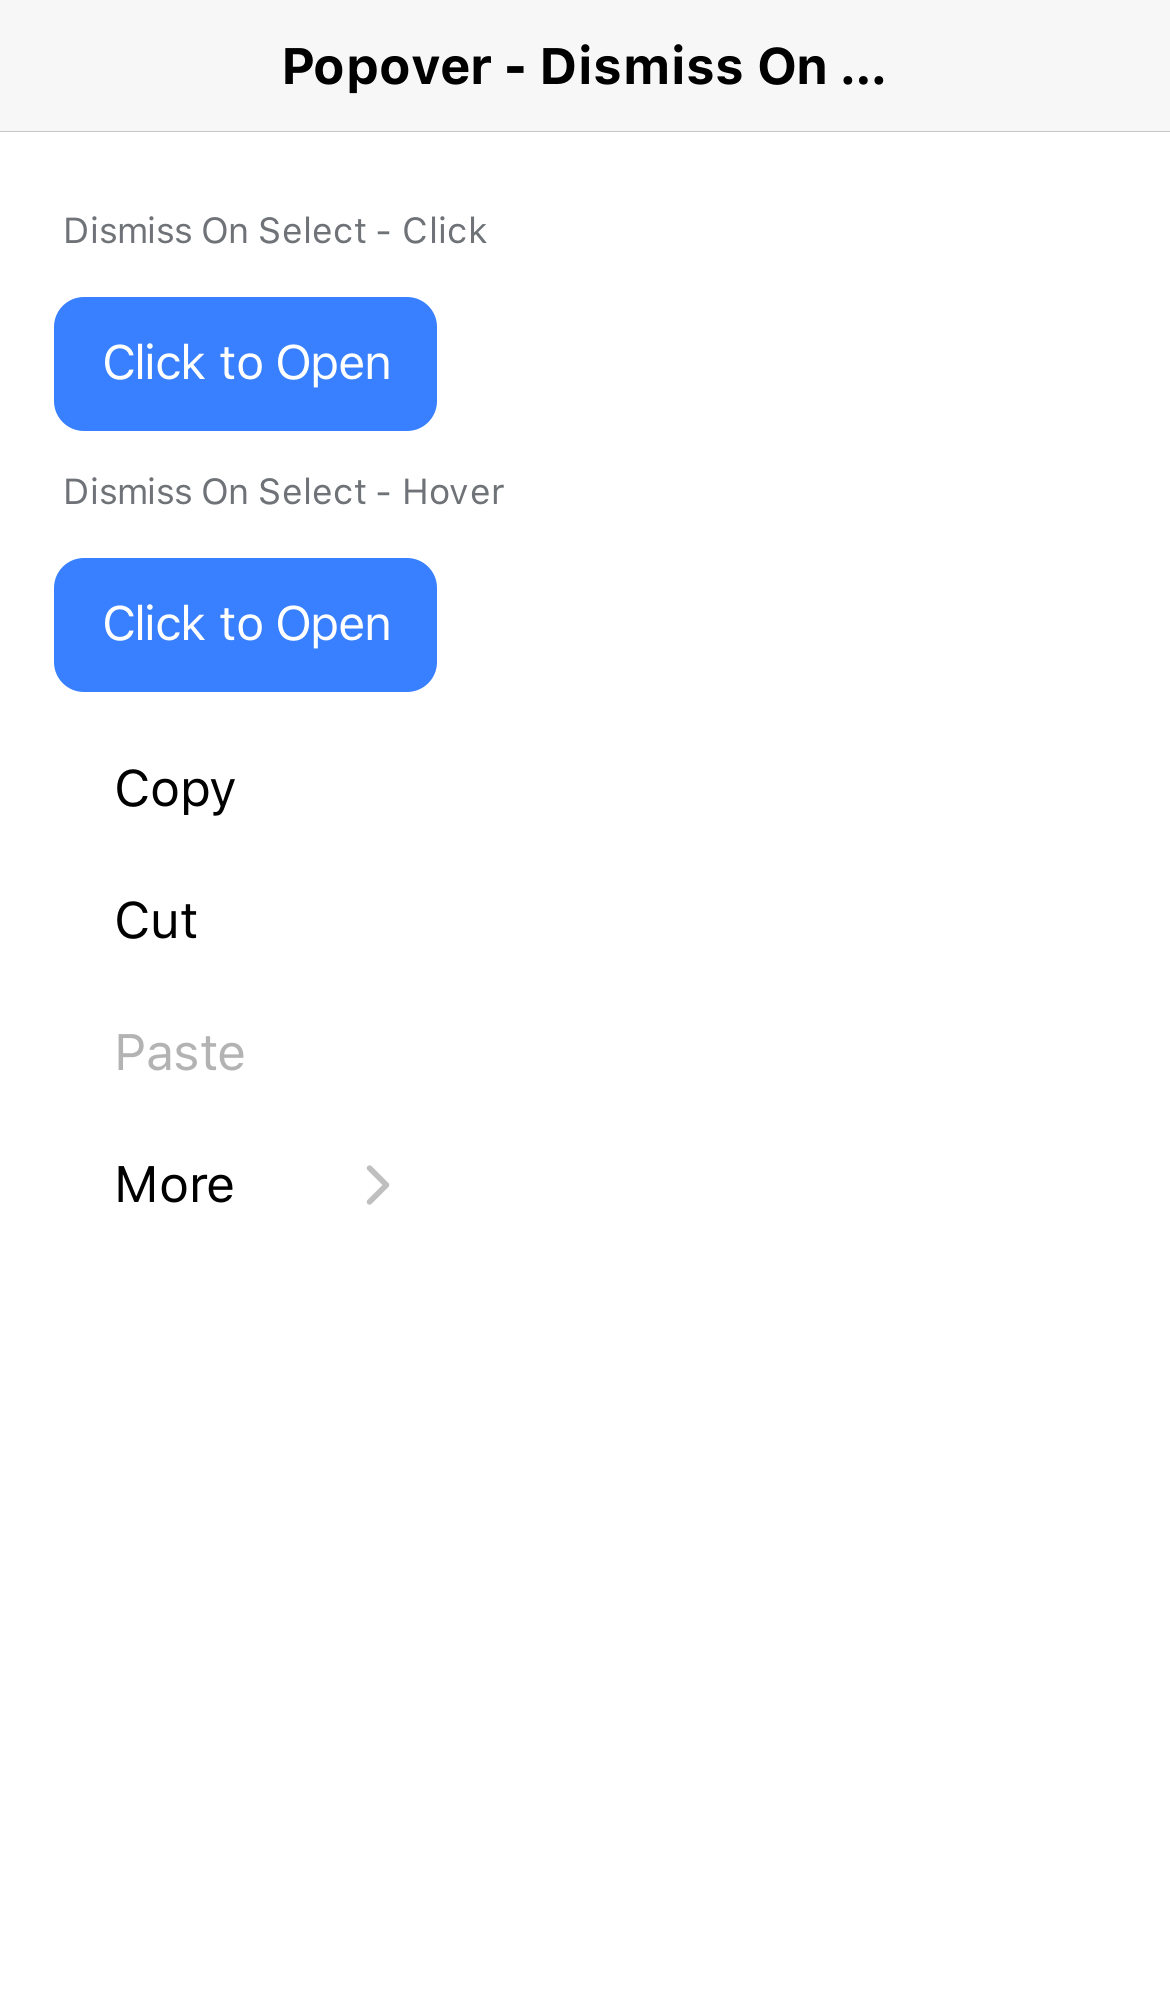 Popover - Dismiss On ...
Dismiss On Select - Click
Click to Open
Dismiss On Select - Hover
Click to Open
Copy
Cut
Paste
More